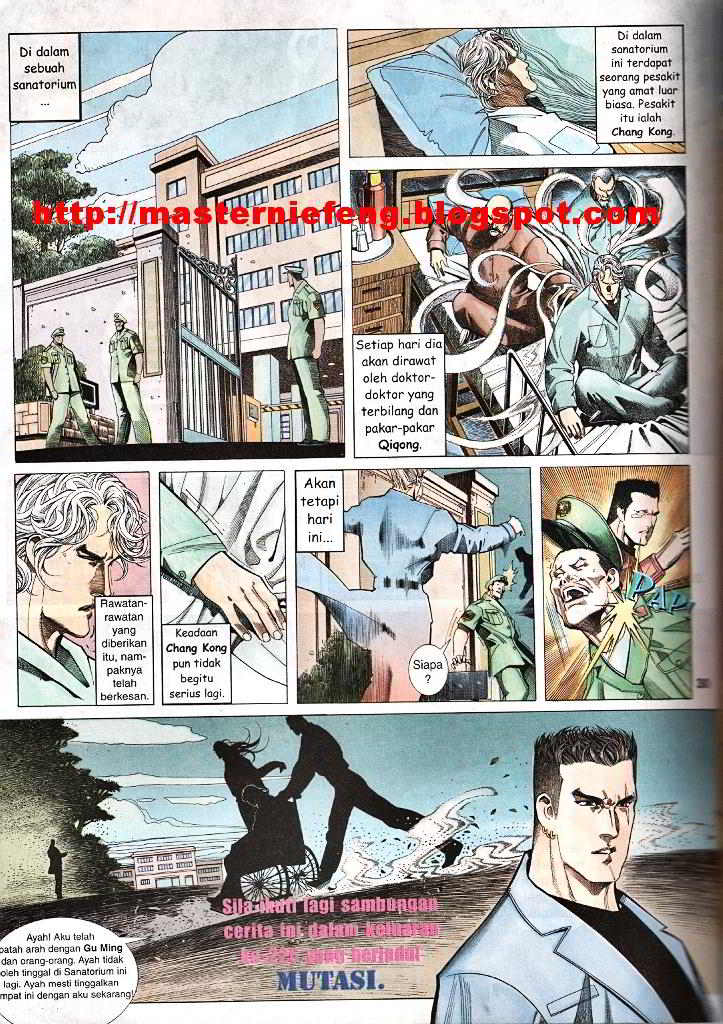 Di dalam
sebuah
sanatorium
...
Di dalam
sanatorium
ini terdapat
seorang pesakit
yang amat luar
biasa. Pesakit
itu ialah
Chang Kong.
http://masterniefeng.blogspot.com
Setiap hari dia
akan dirawat
oleh doktor-
doktor yang
terbilang dan
pakar-pakar
Qiqong.
Rawatan-
rawatan
yang
diberikan
itu, nam-
paknya
telah
berkesan.
Keadaan
Chang Kong
pun tidak
begitu
serius lagi.
Akan
tetapi
hari
ini...
Siapa
?
PAP!
Ayah! Aku telah
patah arah dengan Gu Ming
dan orang-orang. Ayah tidak
boleh tinggal di Sanatorium ini
lagi. Ayah mesti tinggalkan
tempat ini dengan aku sekarang!
Sila ikuti lagi sambungan
cerita ini dalam keluaran
yang berjudul
MUTASI.